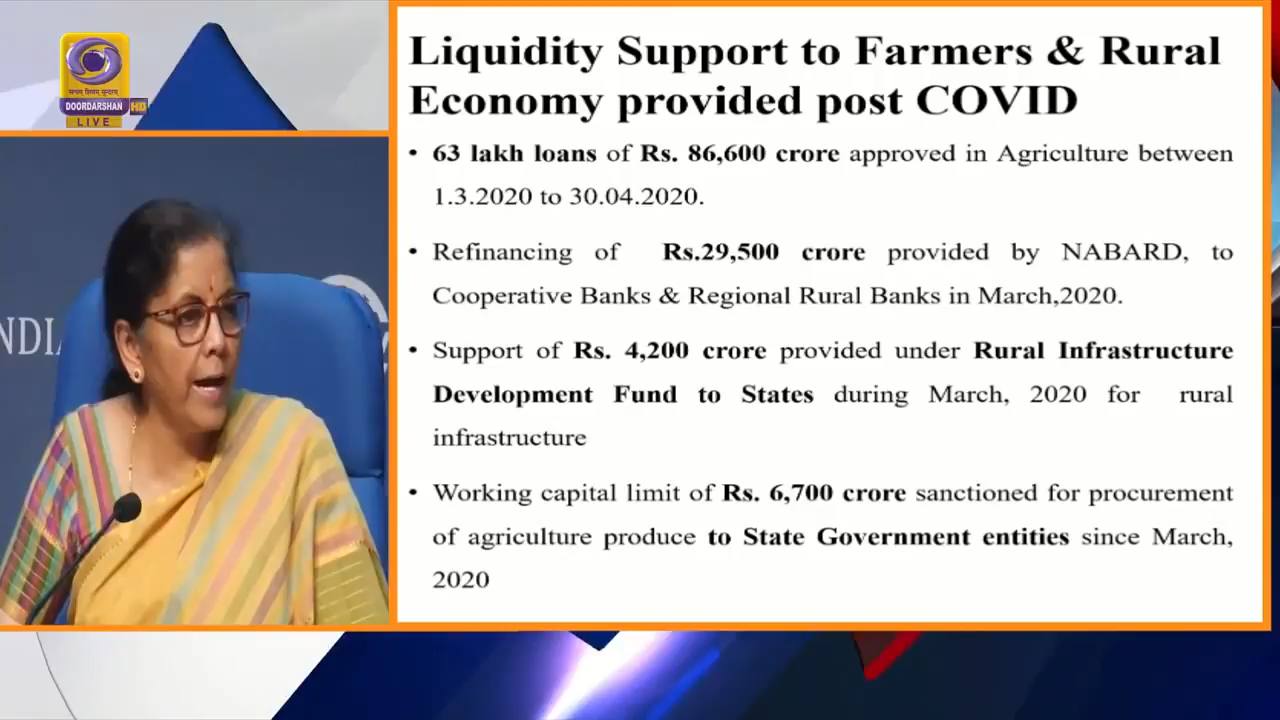 सत्यम् शिवम् सुन्दरम्
DOORDARSHAN HD
LIVE
NDIA
Liquidity Support to Farmers & Rural
Economy provided post COVID
• 63 lakh loans of Rs. 86,600 crore approved in Agriculture between
1.3.2020 to 30.04.2020.
• Refinancing of Rs.29,500 crore provided by NABARD, to
Cooperative Banks & Regional Rural Banks in March,2020.
• Support of Rs. 4,200 crore provided under Rural Infrastructure
Development Fund to States during March, 2020 for rural
infrastructure
• Working capital limit of Rs. 6,700 crore sanctioned for procurement
of agriculture produce to State Government entities since March,
2020